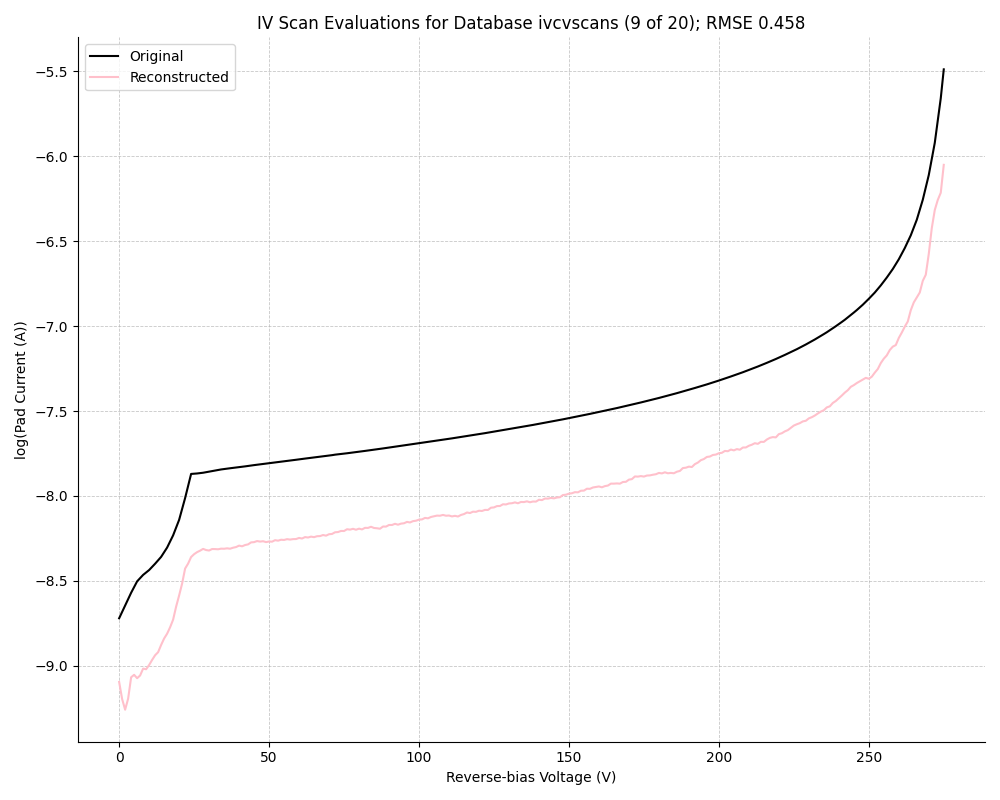 IV Scan Evaluations for Database ivcvscans (9 of 20); RMSE 0.458
Original
Reconstructed
−5.5
−6.0
−6.5
−7.0
−7.5
−8.0
−8.5
−9.0
log(Pad Current (A))
0
50
100
150
200
250
Reverse-bias Voltage (V)